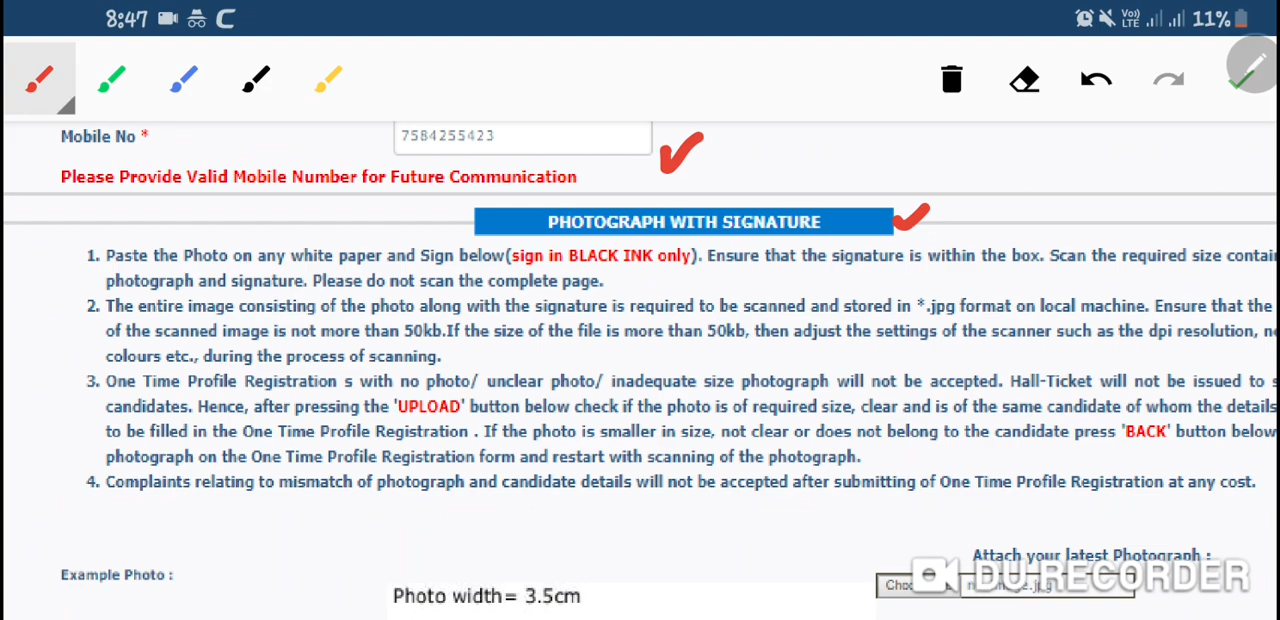 8:47 11%
Vo)) LTE
Mobile No * 7584255423
Please Provide Valid Mobile Number for Future Communication
PHOTOGRAPH WITH SIGNATURE
1. Paste the Photo on any white paper and Sign below(sign in BLACK INK only). Ensure that the signature is within the box. Scan the required size
photograph and signature. Please do not scan the complete page.
2. The entire image consisting of the photo along with the signature is required to be scanned and stored in *.jpg format on local machine. Ensure that the
of the scanned image is not more than 50kb.If the size of the file is more than 50kb, then adjust the settings of the scanner such as the dpi resolution,
colours etc., during the process of scanning.
3. One Time Profile Registration s with no photo/ unclear photo/ inadequate size photograph will not be accepted. Hall-Ticket will not be issued to
candidates. Hence, after pressing the 'UPLOAD' button below check if the photo is of required size, clear and is of the same candidate of whom the details
to be filled in the One Time Profile Registration . If the photo is smaller in size, not clear or does not belong to the candidate press 'BACK' button below
photograph on the One Time Profile Registration form and restart with scanning of the photograph.
4. Complaints relating to mismatch of photograph and candidate details will not be accepted after submitting of One Time Profile Registration at any cost.
Attach your latest Photograph :
Example Photo :
DU RECORDER
Photo width= 3.5cm